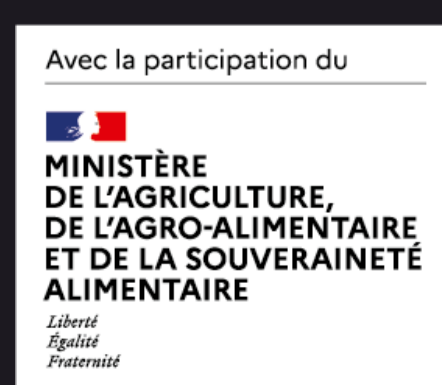 Avec la participation du
MINISTÈRE
DE L'AGRICULTURE,
DE L'AGRO-ALIMENTAIRE
ET DE LA SOUVERAINETÉ
ALIMENTAIRE
Liberté
Égalité
Fraternité